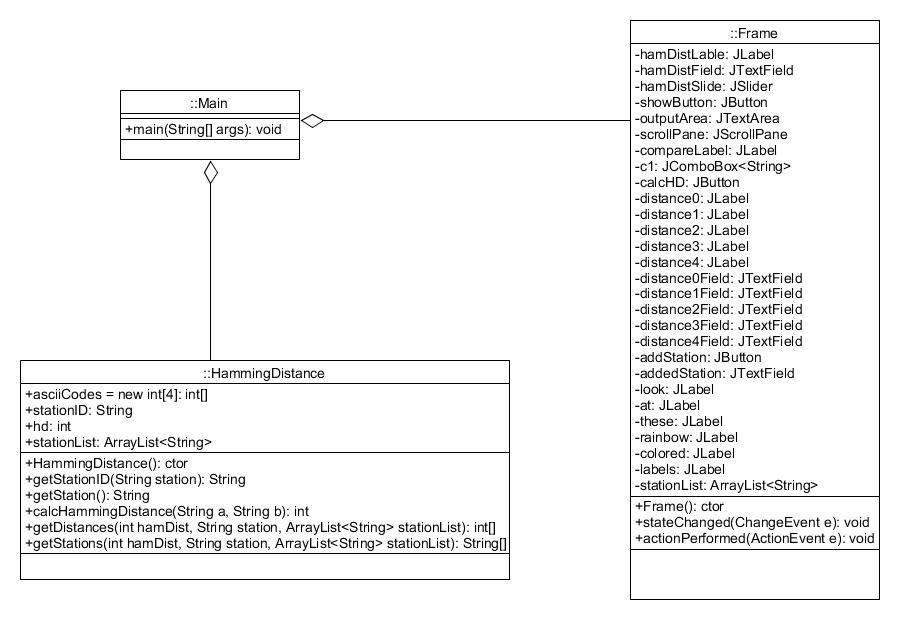 ::Main
+main(String[] args): void
::Frame
-hamDistLable: JLabel
-hamDistField: JTextField
-hamDistSlide: JSlider
-showButton: JButton
-outputArea: JTextArea
-scrollPane: JScrollPane
-compareLabel: JLabel
-c1: JComboBox<String>
-calcHD: JButton
-distance0: JLabel
-distance1: JLabel
-distance2: JLabel
-distance3: JLabel
-distance4: JLabel
-distance0Field: JTextField
-distance1Field: JTextField
-distance2Field: JTextField
-distance3Field: JTextField
-distance4Field: JTextField
-addStation: JButton
-addedStation: JTextField
-look: JLabel
-at: JLabel
-these: JLabel
-rainbow: JLabel
-colored: JLabel
-labels: JLabel
-stationList: ArrayList<String>
+Frame(): ctor
+stateChanged(ChangeEvent e): void
+actionPerformed(ActionEvent e): void
::HammingDistance
+asciiCodes = new int[4]: int[]
+stationID: String
+hd: int
+stationList: ArrayList<String>
+HammingDistance(): ctor
+getStationID(String station): String
+getStation(): String
+calcHammingDistance(String a, String b): int
+getDistances(int hamDist, String station, ArrayList<String> stationList): int[]
+getStations(int hamDist, String station, ArrayList<String> stationList): String[]